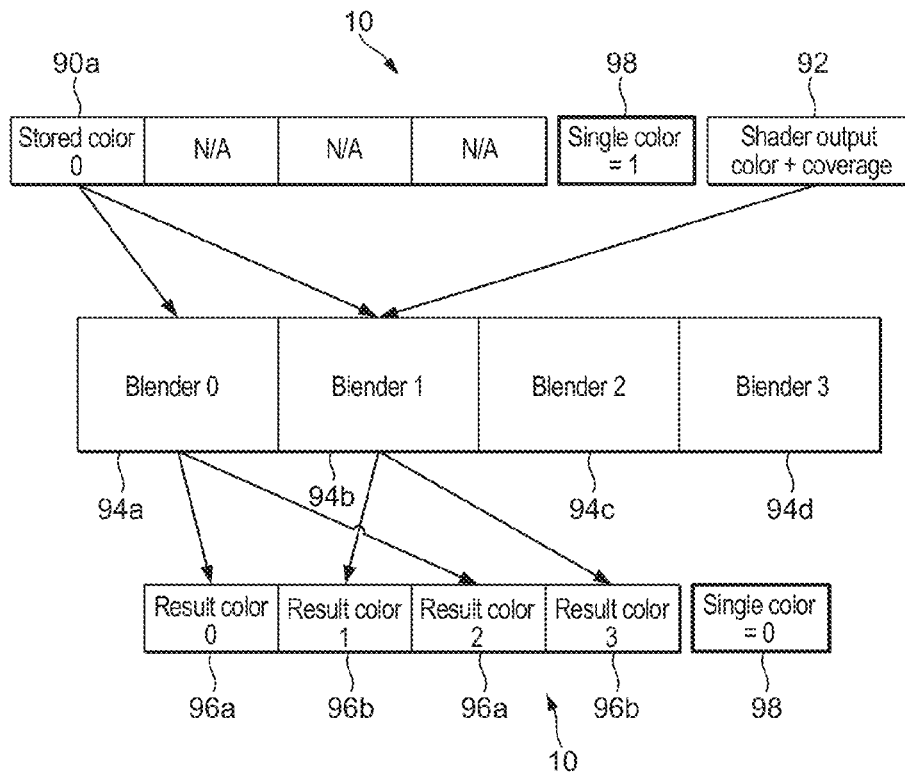 10
90a
98
92
Stored color
0
N/A
N/A
N/A
Single color
= 1
Shader output
color + coverage
Blender 0
Blender 1
Blender 2
Blender 3
94a
94b
94c
94d
Result color
0
Result color
1
Result color
2
Result color
3
Single color
= 0
96a
96b
96a
96b
98
10